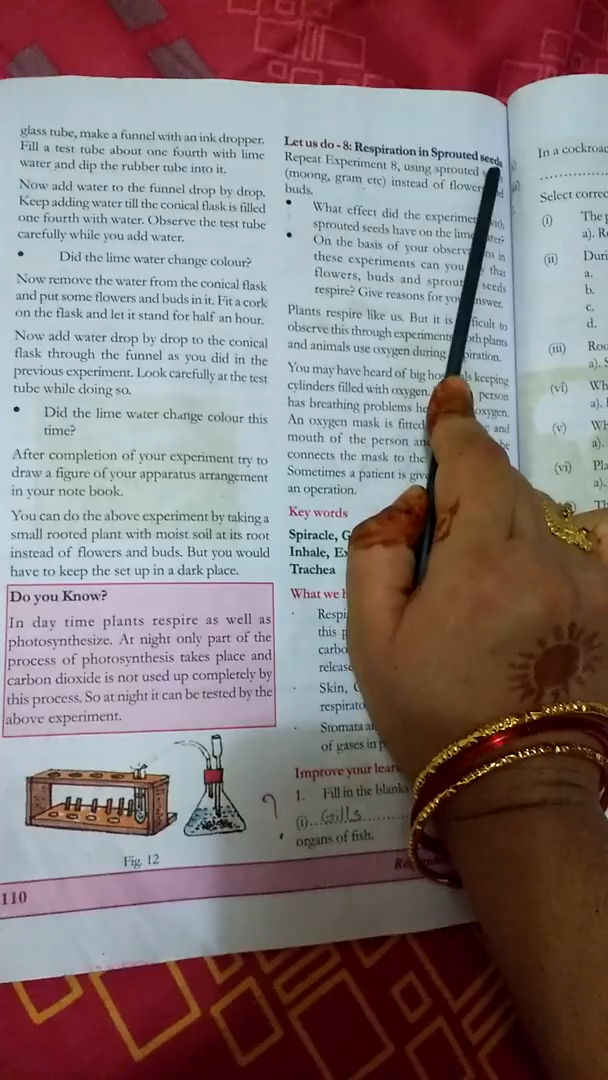 glass tube, make a funnel with an ink dropper.
Fill a test tube about one fourth with lime
water and dip the rubber tube into it.
Now add water to the funnel drop by drop.
Keep adding water till the conical flask is filled
one fourth with water. Observe the test tube
carefully while you add water.
• Did the lime water change colour?
Now remove the water from the conical flask
and put some flowers and buds in it. Fit a cork
on the flask and let it stand for half an hour.
Now add water drop by drop to the conical
flask through the funnel as you did in the
previous experiment. Look carefully at the test
tube while doing so.
• Did the lime water change colour this
time?
After completion of your experiment try to
draw a figure of your apparatus arrangement
in your note book.
You can do the above experiment by taking a
small rooted plant with moist soil at its root
instead of flowers and buds. But you would
have to keep the set up in a dark place.
Do you Know?
In day time plants respire as well as
photosynthesize. At night only part of the
process of photosynthesis takes place and
carbon dioxide is not used up completely by
this process. So at night it can be tested by the
above experiment.
Fig. 12
110
Let us do - 8: Respiration in Sprouted seeds
Repeat Experiment 8, using sprouted
(moong, gram etc) instead of flower
buds.
• What effect did the experimen
sprouted seeds have on the lime
• On the basis of your observa
these experiments can you that
flowers, buds and sprout seeds
respire? Give reasons for
Plants respire like us. But it is
observe this through experiments plants
and animals use oxygen during
You may have heard of big keeping
cylinders filled with oxygen. person
has breathing problems oxygen.
An oxygen mask is fitted and
mouth of the person
connects the mask to the
Sometimes a patient is
an operation.
Key words
Spiracle,
Inhale,
Trachea
What we
this
Skin,
Stomata
of gases in
Improve your
1. Fill in the blanks
(i)...Gills.........
organs of fish.
In a cockroac
Select correc
(i) The
a).
(ii) Duri
a.
b.
c.
d.
(iii) Roo
a).
(vi) Wh
a).
(v)
a).
(vi) Pla
a).